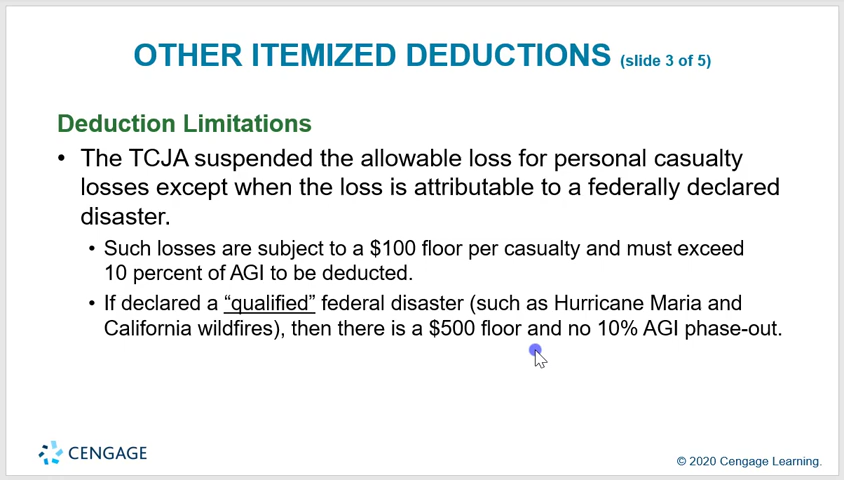 OTHER ITEMIZED DEDUCTIONS (slide 3 of 5)
Deduction Limitations
• The TCJA suspended the allowable loss for personal casualty
losses except when the loss is attributable to a federally declared
disaster.
• Such losses are subject to a $100 floor per casualty and must exceed
10 percent of AGI to be deducted.
• If declared a “qualified” federal disaster (such as Hurricane Maria and
California wildfires), then there is a $500 floor and no 10% AGI phase-out.
CENGAGE
© 2020 Cengage Learning.